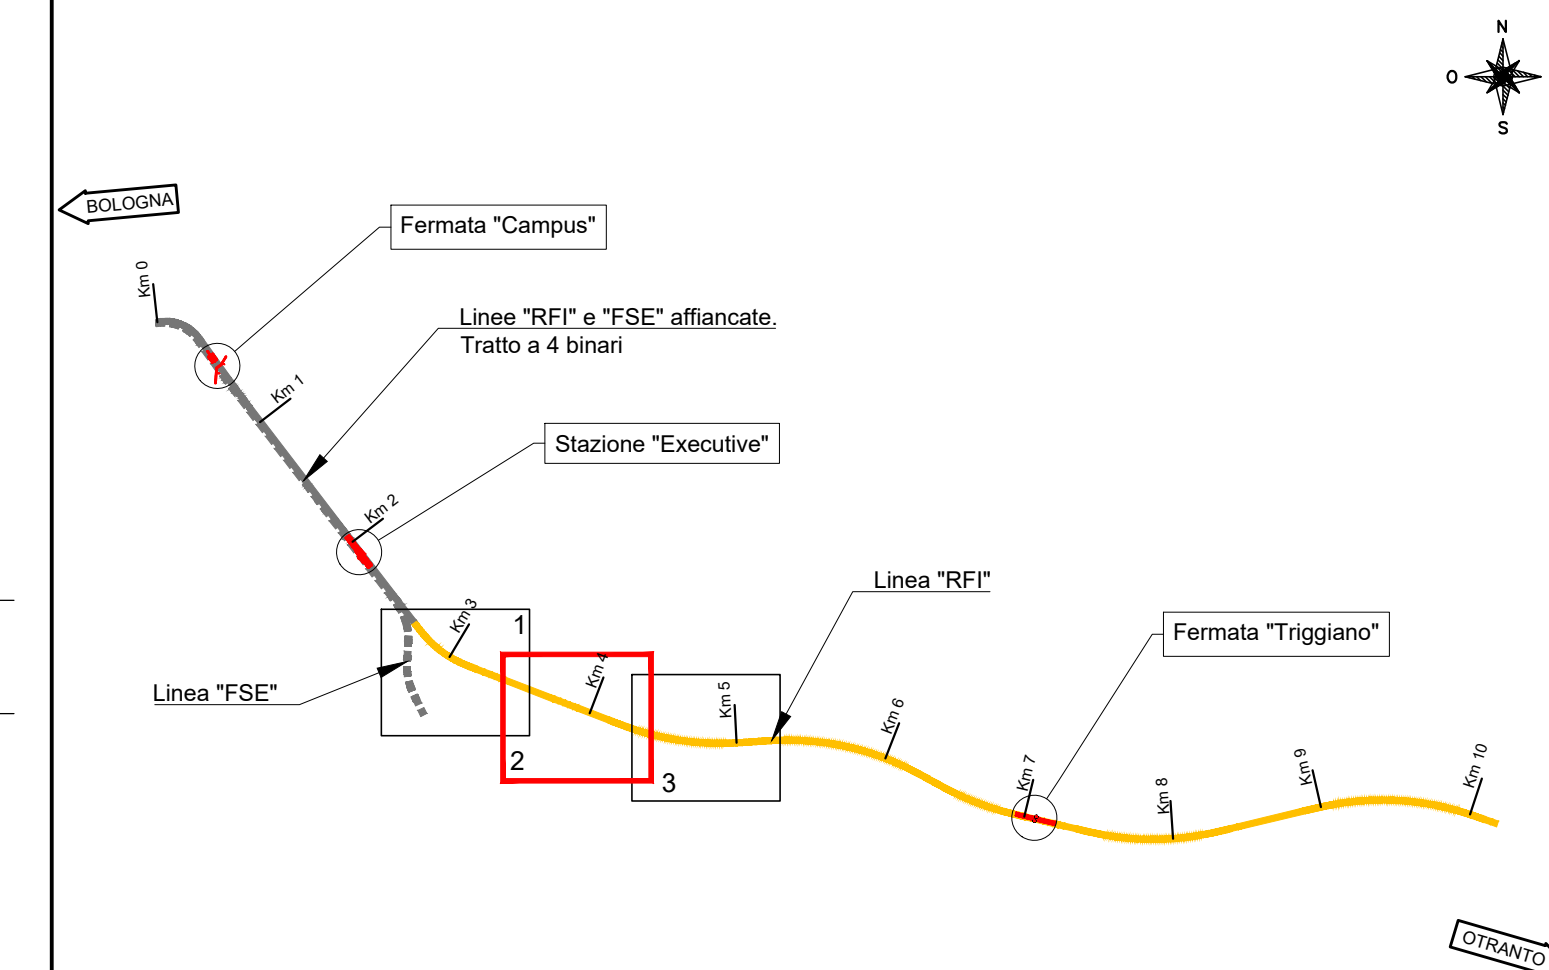 N
O
S
BOLOGNA
Fermata "Campus"
Km 0
Linee "RFI" e "FSE" affiancate.
Tratto a 4 binari
Km 1
Stazione "Executive"
Km 2
Linea "RFI"
Km 3
1
Fermata "Triggiano"
Km 4
Linea "FSE"
Km 5
Km 6
2
3
Km 7
Km 8
Km 9
Km 10
OTRANTO